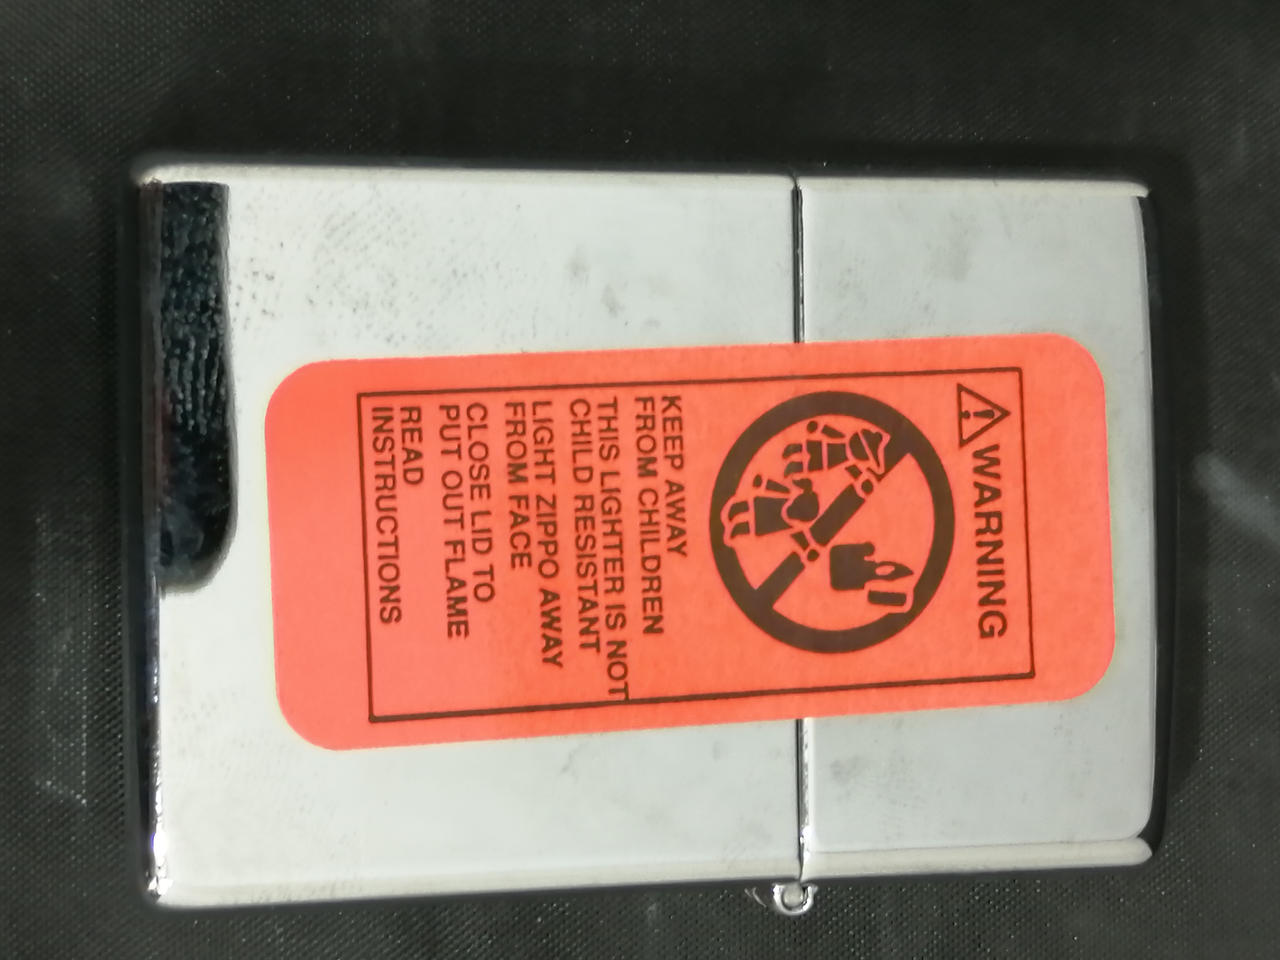 WARNING
KEEP AWAY
FROM CHILDREN
THIS LIGHTER IS NOT
CHILD RESISTANT
LIGHT ZIPPO AWAY
FROM FACE
CLOSE LID TO
PUT OUT FLAME
READ
INSTRUCTIONS